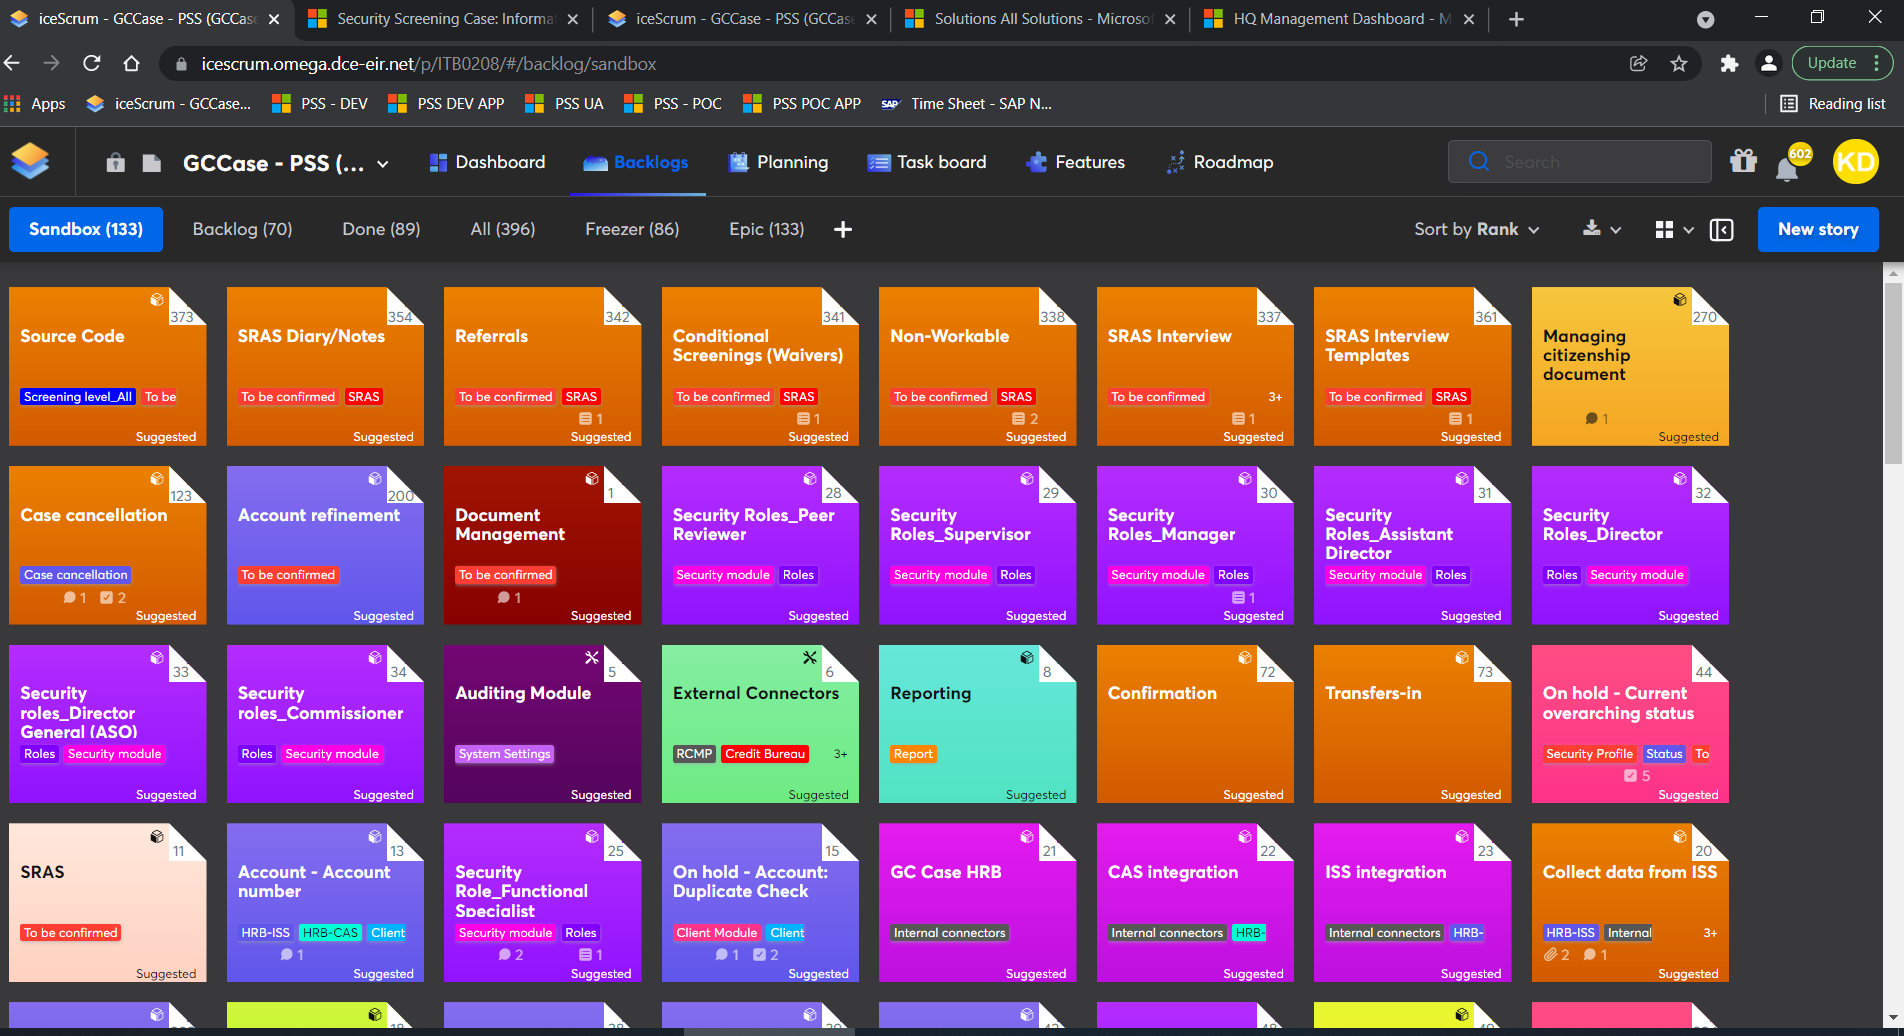 iceScrum - GCCase - PSS (GCCase
Security Screening Case: Informat
iceScrum - GCCase - PSS (GCCase
Solutions All Solutions - Microsof
HQ Management Dashboard - M
icescrum.omega.dce-eir.net/p/ITB0208/#/backlog/sandbox
Update
Apps
iceScrum - GCCase...
PSS - DEV
PSS DEV APP
PSS UA
PSS - POC
PSS POC APP
SAP
Time Sheet - SAP N...
Reading list
GCCase - PSS (...
Dashboard
Backlogs
Planning
Task board
Features
Roadmap
Search
602
KD
Sandbox (133)
Backlog (70)
Done (89)
All (396)
Freezer (86)
Epic (133)
Sort by Rank
New story
373
Source Code
Screening level_All To be
Suggested
354
SRAS Diary/Notes
To be confirmed SRAS
Suggested
342
Referrals
To be confirmed SRAS
1
Suggested
341
Conditional
Screenings (Waivers)
To be confirmed SRAS
1
Suggested
338
Non-Workable
To be confirmed SRAS
2
Suggested
337
SRAS Interview
To be confirmed 3+
1
Suggested
361
SRAS Interview
Templates
To be confirmed SRAS
1
Suggested
270
Managing
citizenship
document
1
Suggested
123
Case cancellation
Case cancellation
1 2
Suggested
200
Account refinement
To be confirmed
Suggested
1
Document
Management
To be confirmed
1
Suggested
28
Security Roles_Peer
Reviewer
Security module Roles
Suggested
29
Security
Roles_Supervisor
Security module Roles
Suggested
30
Security
Roles_Manager
Security module Roles
1
Suggested
31
Security
Roles_Assistant
Director
Security module Roles
Suggested
32
Security
Roles_Director
Roles Security module
Suggested
33
Security
roles_Director
General (ASO)
Roles Security module
Suggested
34
Security
roles_Commissioner
Roles Security module
Suggested
5
Auditing Module
System Settings
Suggested
6
External Connectors
RCMP Credit Bureau 3+
Suggested
8
Reporting
Report
Suggested
72
Confirmation
Suggested
73
Transfers-in
Suggested
44
On hold - Current
overarching status
Security Profile Status To
5
Suggested
11
SRAS
To be confirmed
Suggested
13
Account - Account
number
HRB-ISS HRB-CAS Client
1
Suggested
25
Security
Role_Functional
Specialist
Security module Roles
2 1
Suggested
15
On hold - Account:
Duplicate Check
Client Module Client
1 2
Suggested
21
GC Case HRB
Internal connectors
Suggested
22
CAS integration
Internal connectors HRB-
Suggested
23
ISS integration
Internal connectors HRB-
Suggested
20
Collect data from ISS
HRB-ISS Internal 3+
2 1
Suggested